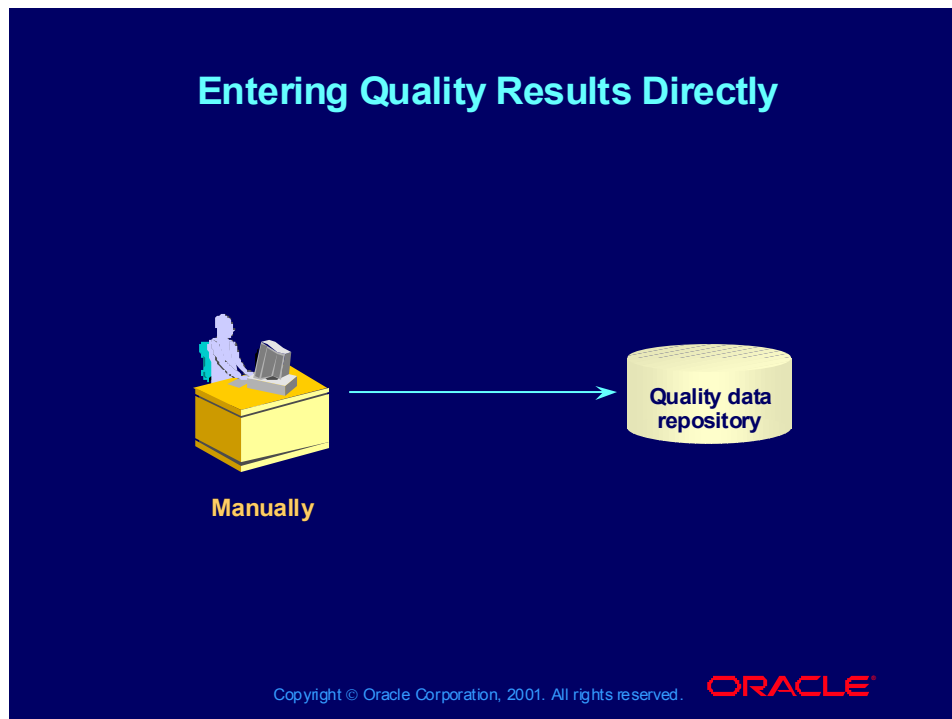 Entering Quality Results Directly
Quality data
repository
Manually
Copyright © Oracle Corporation, 2001. All rights reserved.
ORACLE®